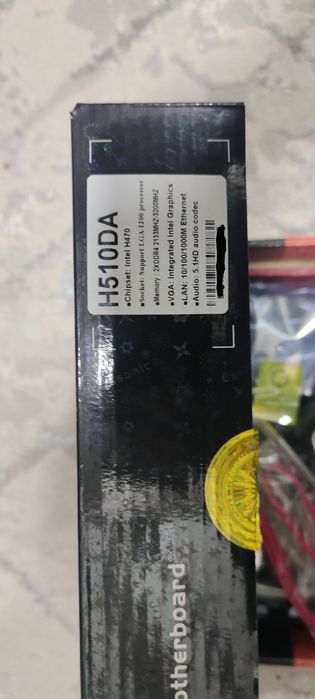 H510DA
■Chipset: Intel H470
■Socket: Support LGA 1200 processor
■Memory : 2XDDR4 2133MHZ-3200MHZ
■VGA: Integrated Intel Graphics
■LAN: 10/100/1000M Ethernet
■Audio: 5.1HD audio codec
otherboard